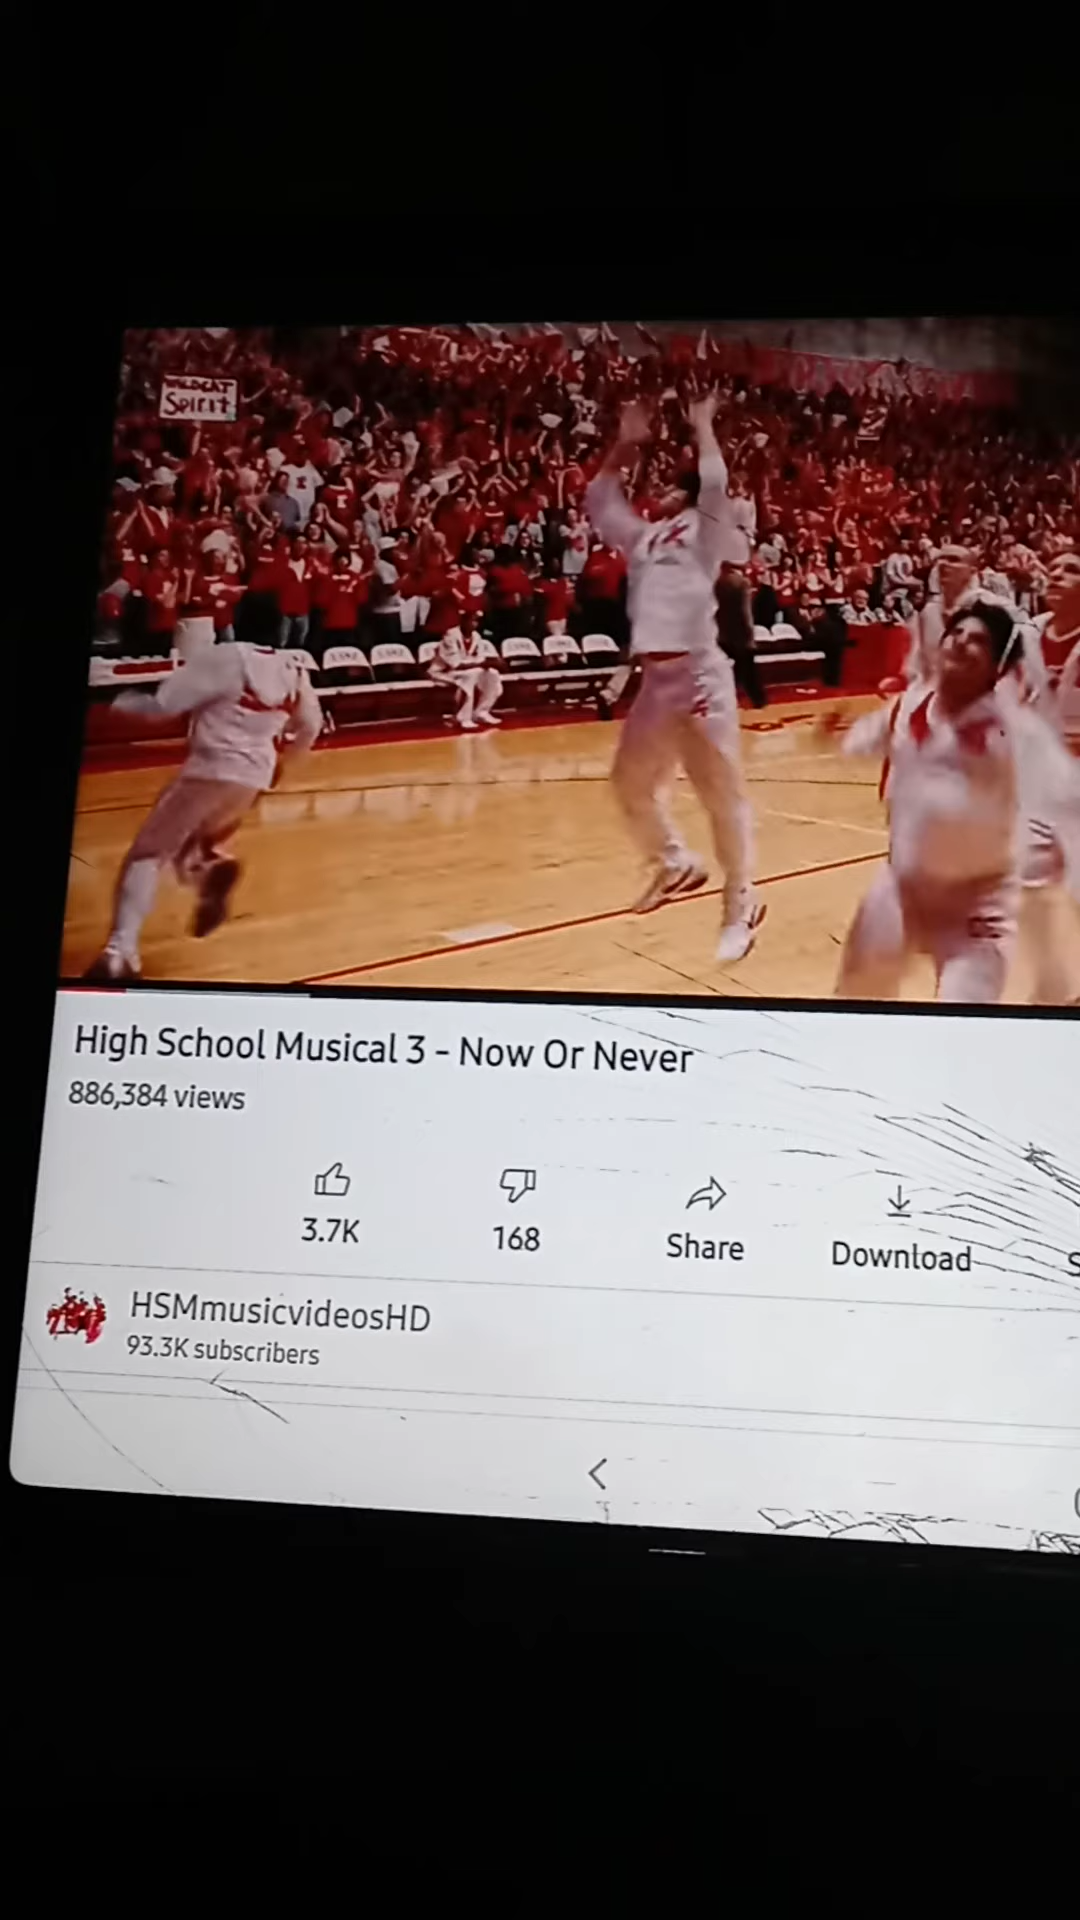 WILDCAT
Spirit
High School Musical 3 - Now Or Never
886,384 views
3.7K
168
Share
Download
HSMmusicvideosHD
93.3K subscribers